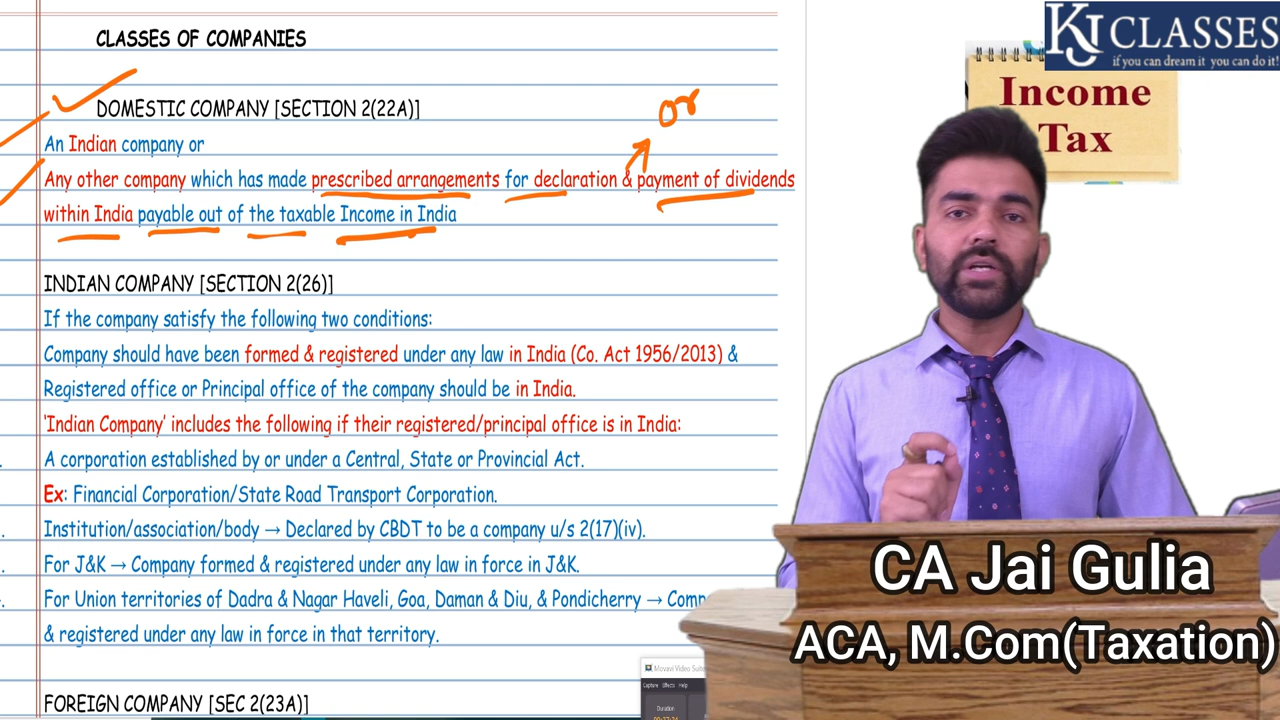 CLASSES OF COMPANIES
DOMESTIC COMPANY [SECTION 2(22A)]
or
An Indian company or
Any other company which has made prescribed arrangements for declaration & payment of dividends
within India payable out of the taxable Income in India
INDIAN COMPANY [SECTION 2(26)]
If the company satisfy the following two conditions:
Company should have been formed & registered under any law in India (Co. Act 1956/2013) &
Registered office or Principal office of the company should be in India.
‘Indian Company’ includes the following if their registered/principal office is in India:
A corporation established by or under a Central, State or Provincial Act.
Ex: Financial Corporation/State Road Transport Corporation.
Institution/association/body → Declared by CBDT to be a company u/s 2(17)(iv).
For J&K → Company formed & registered under any law in force in J&K.
For Union territories of Dadra & Nagar Haveli, Goa, Daman & Diu, & Pondicherry →
& registered under any law in force in that territory.
FOREIGN COMPANY [SEC 2(23A)]
KJ CLASSES
if you can dream it you can do it!
Income
Tax
CA Jai Gulia
ACA, M.Com(Taxation)
Movavi Video Suite
Capture Effects Help
Duration